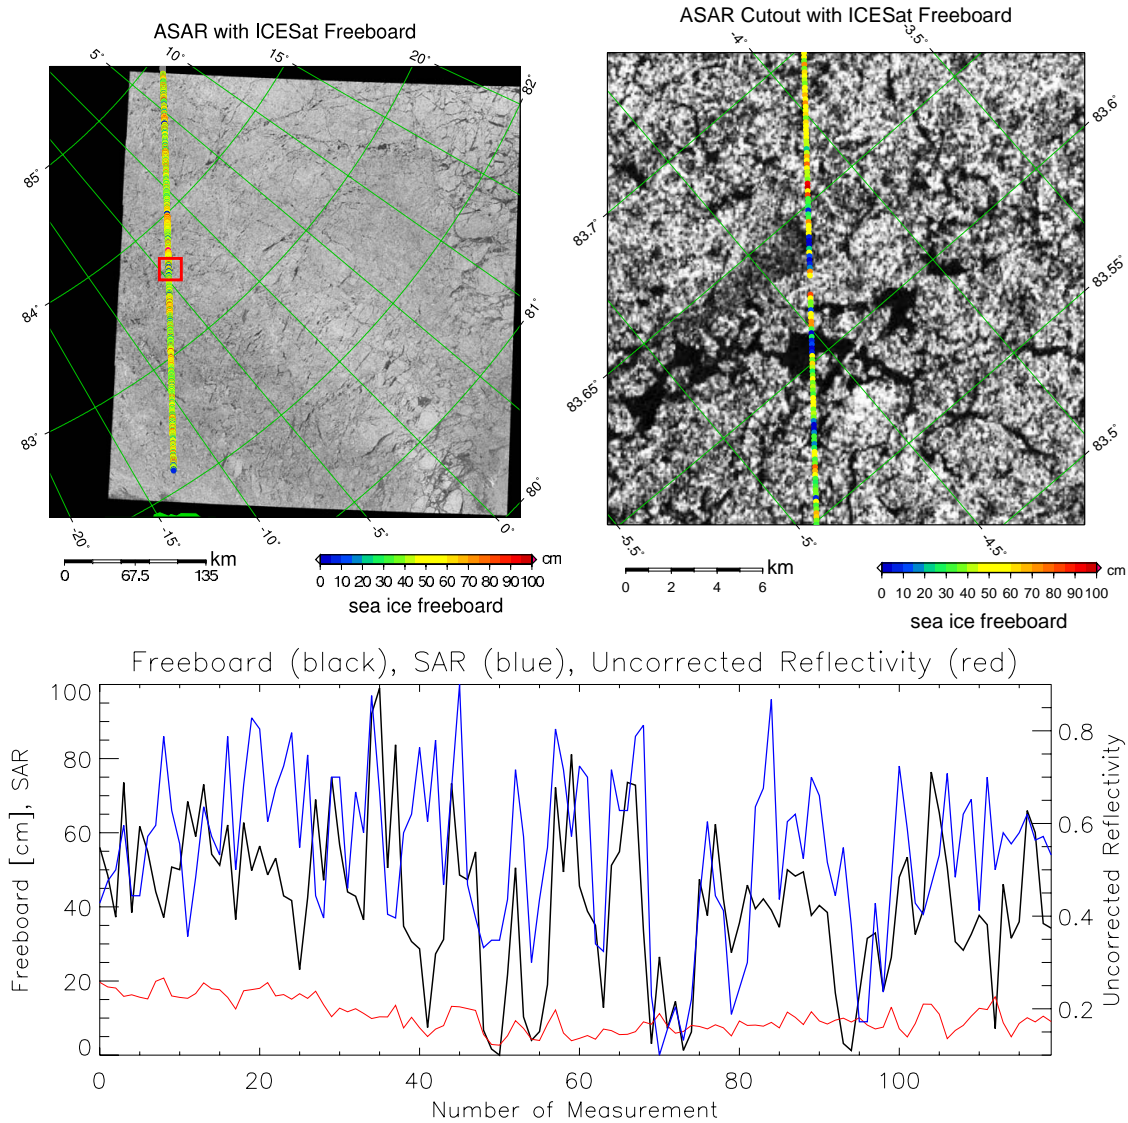 ASAR with ICESat Freeboard
5° 10° 15° 20°
82°
85°
84°
81°
83°
80°
-20° -15° -10° -5° 0°
km
0 67.5 135
cm
0 10 20 30 40 50 60 70 80 90 100
sea ice freeboard
ASAR Cutout with ICESat Freeboard
-4° -3.5°
83.6°
83.7°
83.55°
83.65°
83.5°
-5.5° -5° -4.5°
km
0 2 4 6
cm
0 10 20 30 40 50 60 70 80 90 100
sea ice freeboard
Freeboard (black), SAR (blue), Uncorrected Reflectivity (red)
Freeboard [cm], SAR
100
80
60
40
20
0
0.8
0.6
0.4
0.2
Uncorrected Reflectivity
0 20 40 60 80 100
Number of Measurement